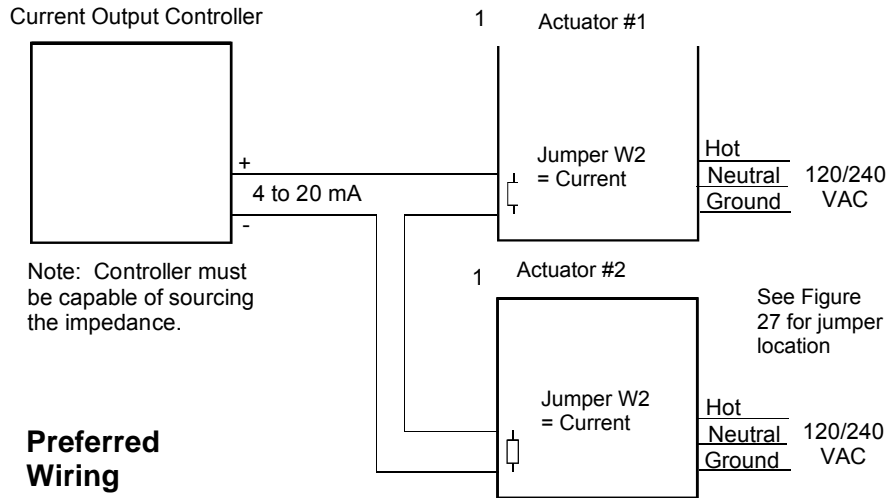 Current Output Controller
1
Actuator #1
Jumper W2
= Current
Hot
Neutral
Ground
120/240
VAC
+
4 to 20 mA
-
Note: Controller must
be capable of sourcing
the impedance.
1
Actuator #2
See Figure
27 for jumper
location
Jumper W2
= Current
Hot
Neutral
Ground
120/240
VAC
Preferred
Wiring